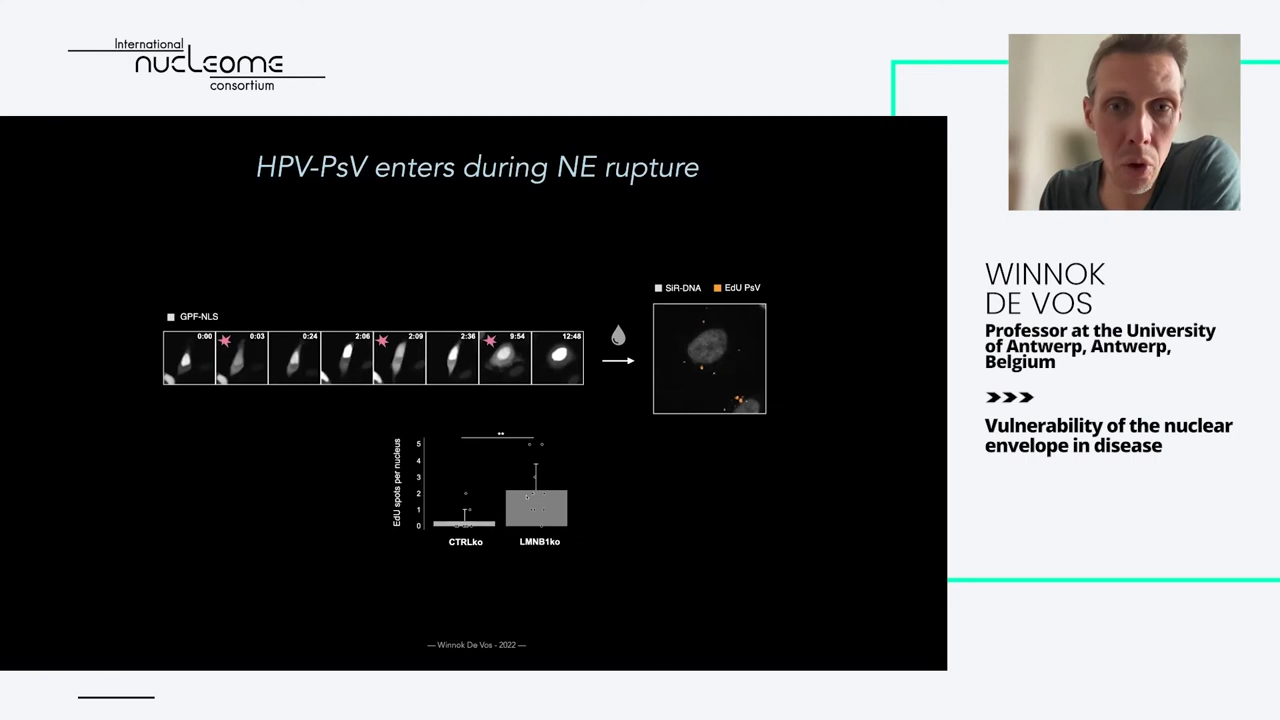 International
nucleome
consortium
HPV-PsV enters during NE rupture
SiR-DNA EdU PsV
GPF-NLS
0:00 0:03 0:24 2:06 2:09 2:36 9:54 12:48
**
EdU spots per nucleus
5
4
3
2
1
0
CTRLko LMNB1ko
— Winnok De Vos - 2022 —
WINNOK
DE VOS
Professor at the University
of Antwerp, Antwerp,
Belgium
Vulnerability of the nuclear
envelope in disease